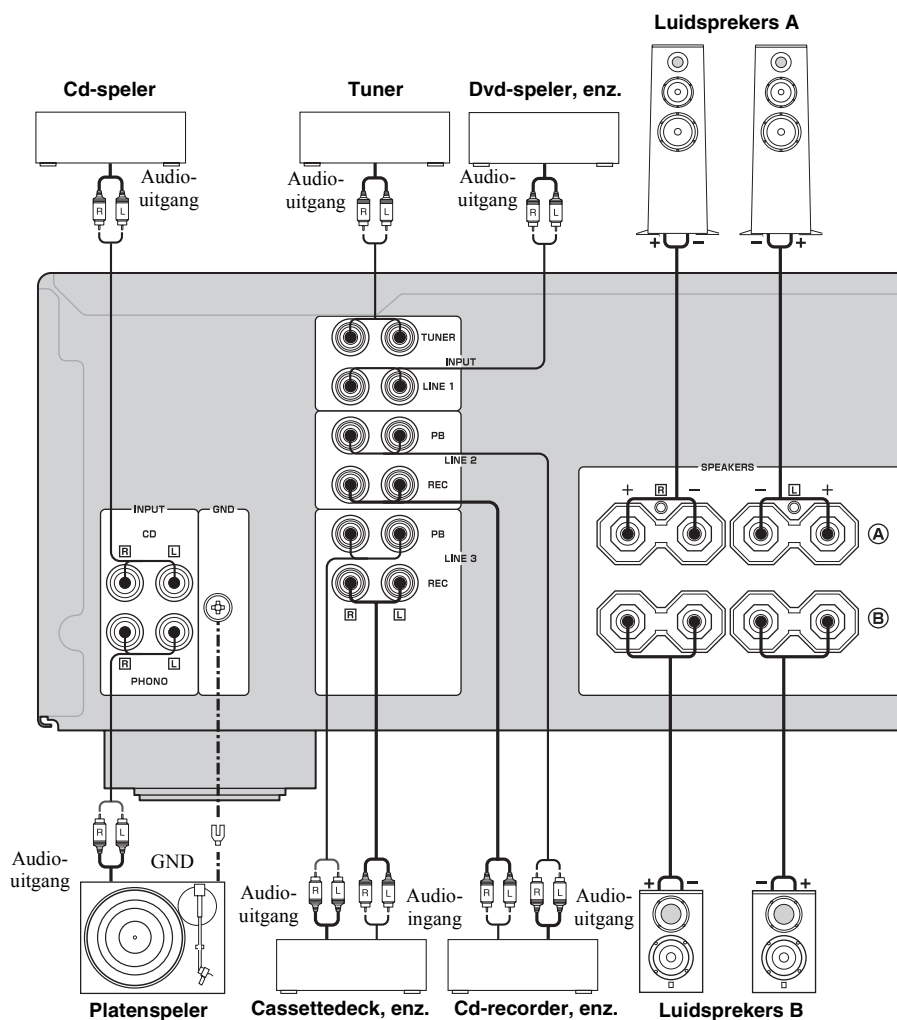 Luidsprekers A
Cd-speler
Tuner
Dvd-speler, enz.
Audio-
uitgang
R L
Audio-
uitgang
R L
Audio-
uitgang
R L
+ − − +
TUNER
INPUT
LINE 1
PB
LINE 2
REC
PB
LINE 3
REC
R L
INPUT
CD
R L
R L
PHONO
GND
SPEAKERS
+ R − − L +
A
B
Audio-
uitgang
R L
GND
Audio-
uitgang
R L
R L
Audio-
ingang
R L
R L
Audio-
uitgang
+ − − +
Platenspeler
Cassettedeck, enz.
Cd-recorder, enz.
Luidsprekers B